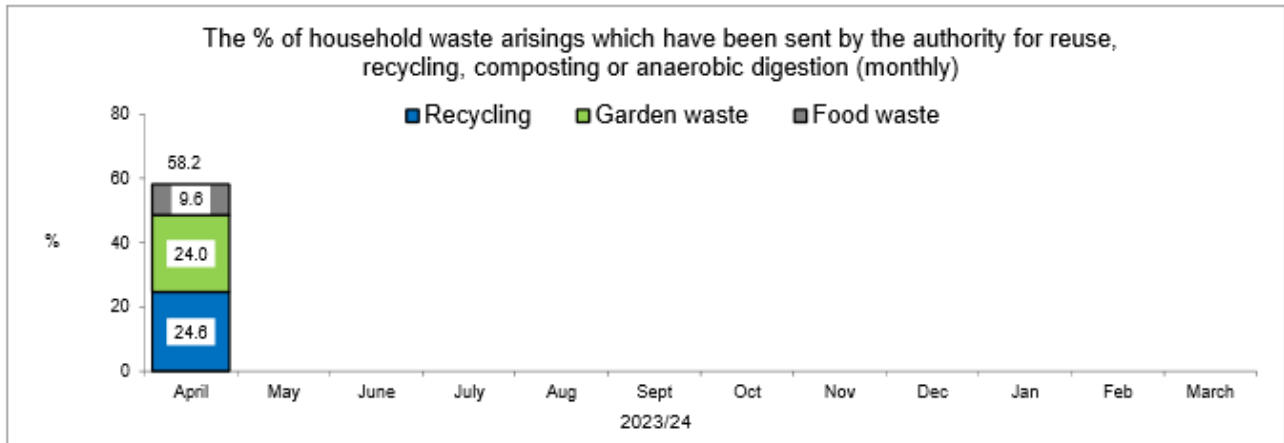 The % of household waste arisings which have been sent by the authority for reuse,
recycling, composting or anaerobic digestion (monthly)
Recycling Garden waste Food waste
80
58.2
60
9.6
%
40
24.0
20
24.6
0
April May June July Aug Sept Oct Nov Dec Jan Feb March
2023/24